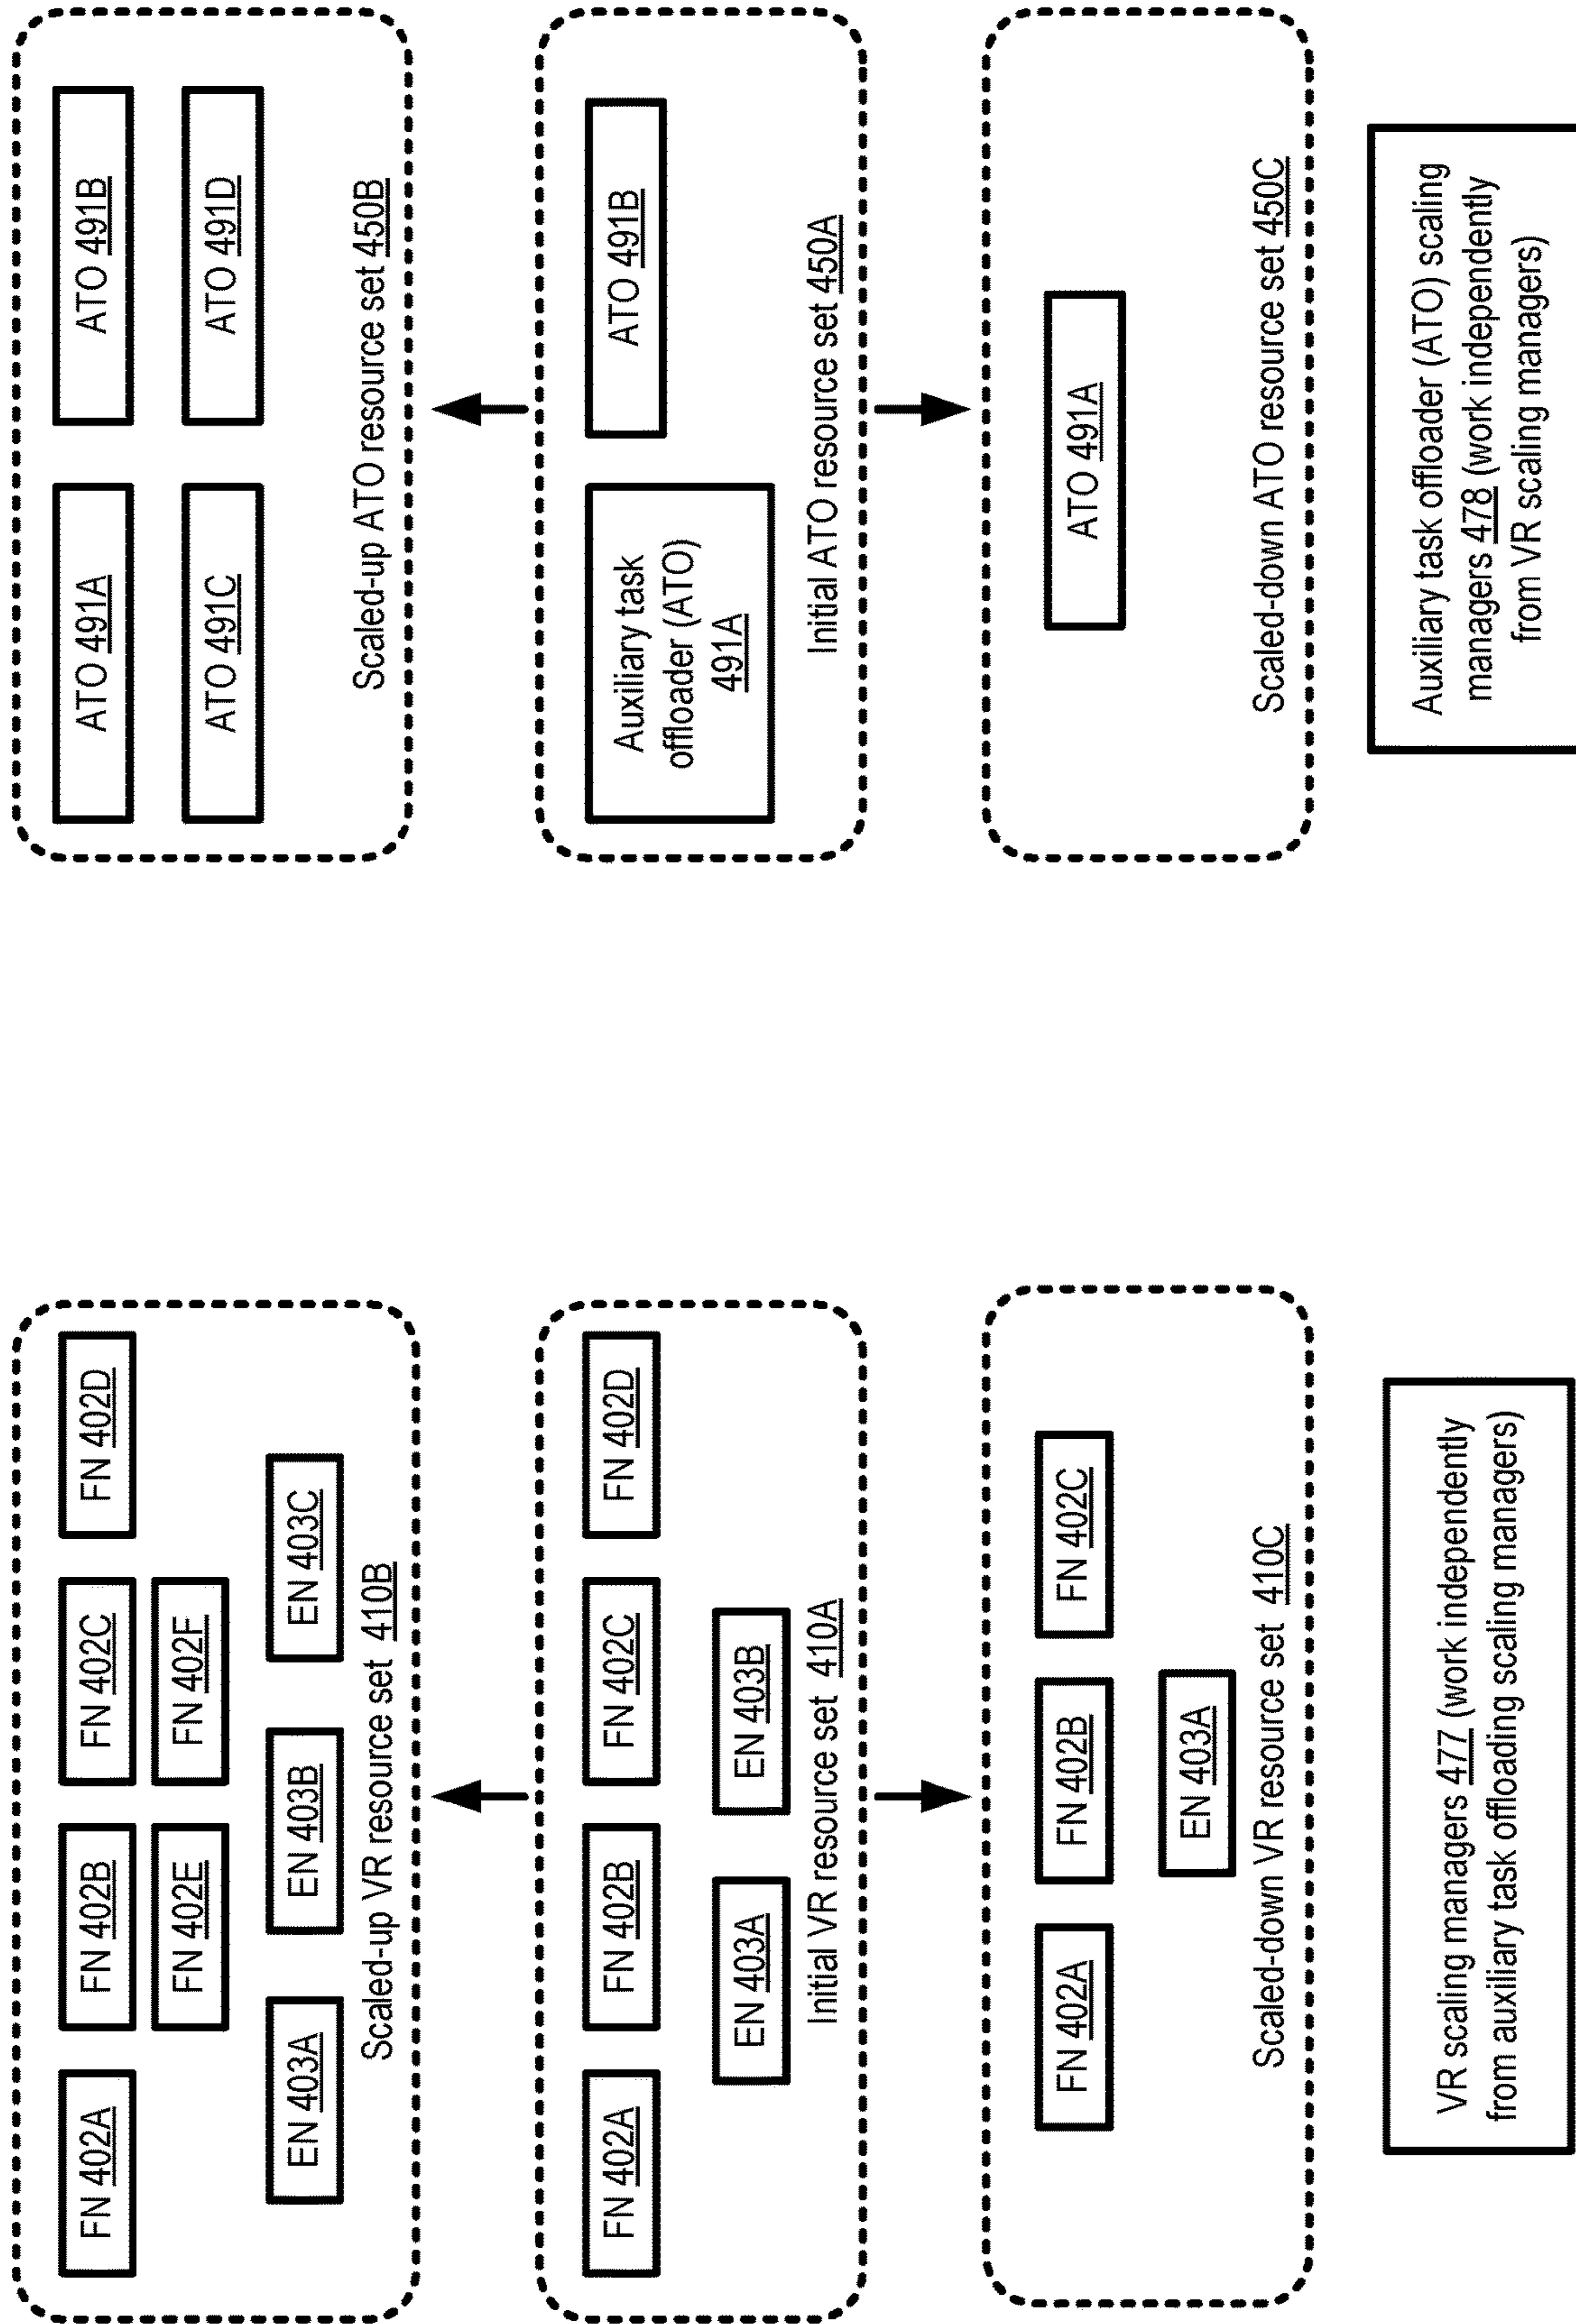 FN 402A
FN 402B
FN 402C
FN 402D
FN 402E
FN 402F
EN 403A
EN 403B
EN 403C
Scaled-up VR resource set 410B
FN 402A
FN 402B
FN 402C
FN 402D
EN 403A
EN 403B
Initial VR resource set 410A
FN 402A
FN 402B
FN 402C
EN 403A
Scaled-down VR resource set 410C
VR scaling managers 477 (work independently
from auxiliary task offloading scaling managers)
ATO 491A
ATO 491B
ATO 491C
ATO 491D
Scaled-up ATO resource set 450B
Auxiliary task
offloader (ATO)
491A
ATO 491B
Initial ATO resource set 450A
ATO 491A
Scaled-down ATO resource set 450C
Auxiliary task offloader (ATO) scaling
managers 478 (work independently
from VR scaling managers)